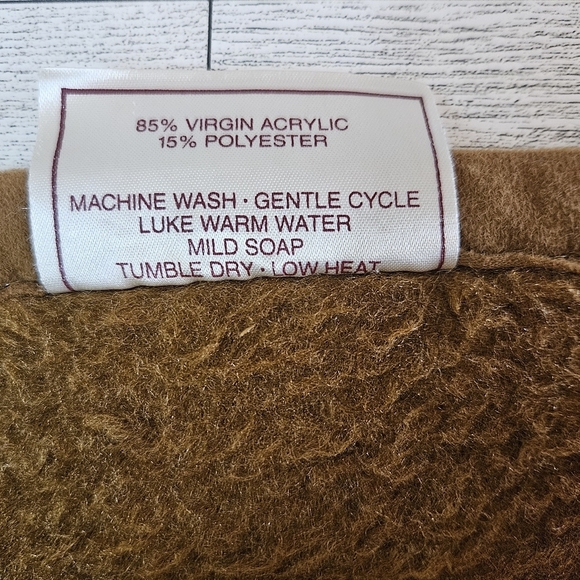 85% VIRGIN ACRYLIC
15% POLYESTER
MACHINE WASH · GENTLE CYCLE
LUKE WARM WATER
MILD SOAP
TUMBLE DRY · LOW HEAT